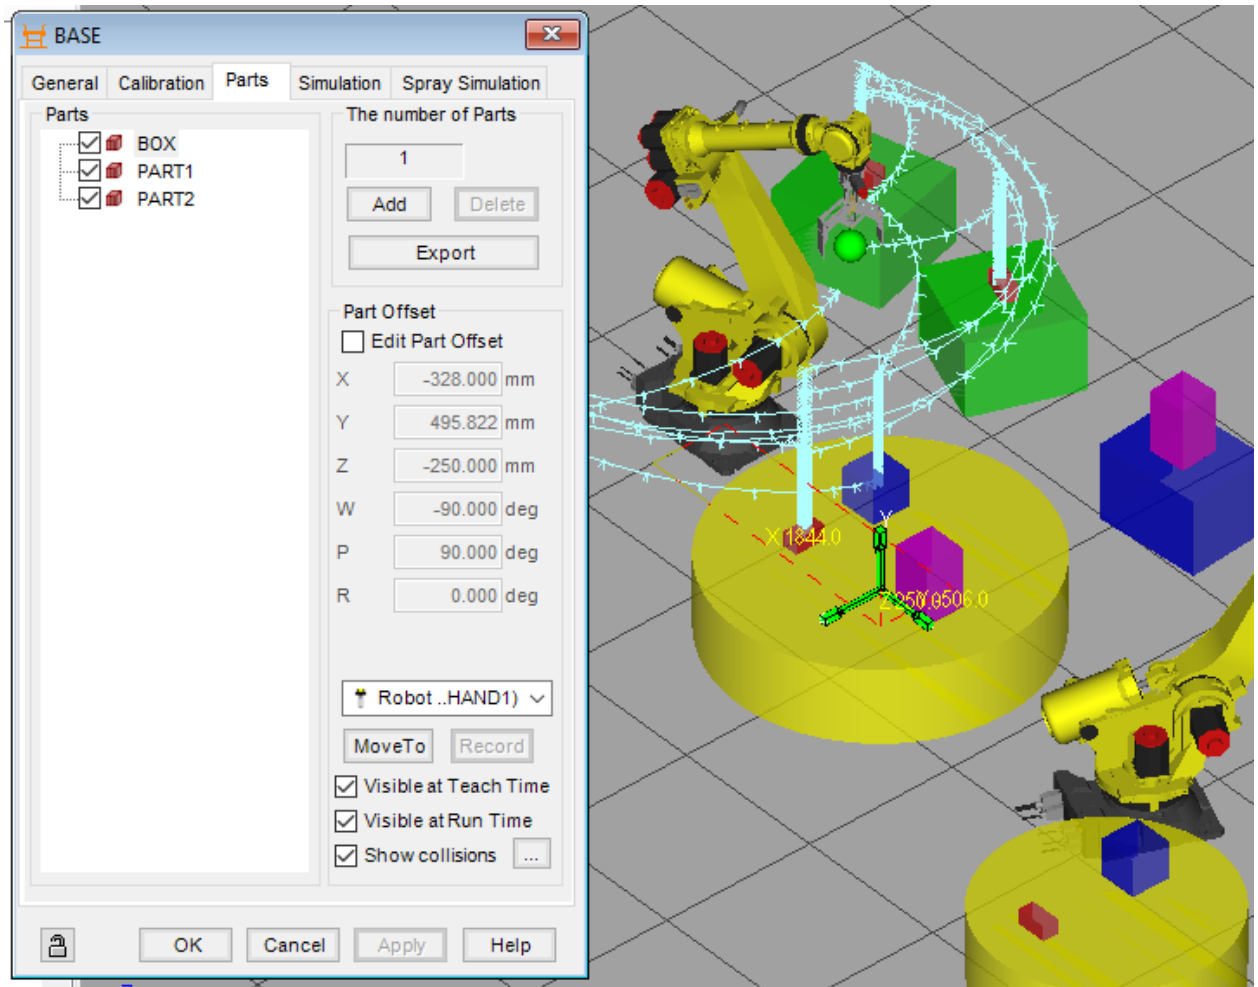 BASE
General Calibration Parts Simulation Spray Simulation
Parts
BOX
PART1
PART2
The number of Parts
1
Add Delete
Export
Part Offset
Edit Part Offset
X -328.000 mm
Y 495.822 mm
Z -250.000 mm
W -90.000 deg
P 90.000 deg
R 0.000 deg
Robot ..HAND1)
MoveTo Record
Visible at Teach Time
Visible at Run Time
Show collisions ...
OK Cancel Apply Help
Y
X 1844.0